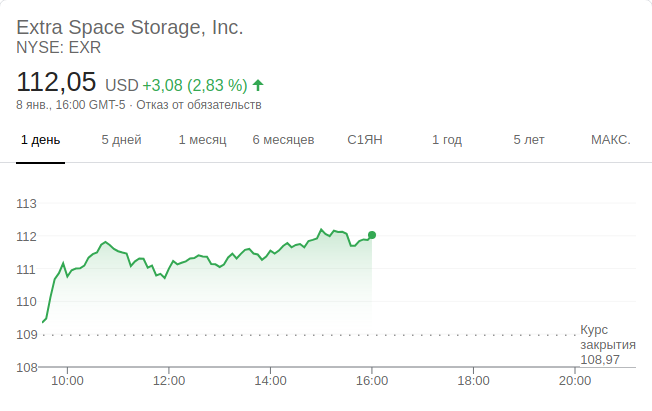 Extra Space Storage, Inc.
NYSE: EXR
112,05 USD +3,08 (2,83 %)
8 янв., 16:00 GMT-5 · Отказ от обязательств
1 день 5 дней 1 месяц 6 месяцев С1ЯН 1 год 5 лет МАКС.
113
112
111
110
109
108
Курс
закрытия
108,97
10:00 12:00 14:00 16:00 18:00 20:00